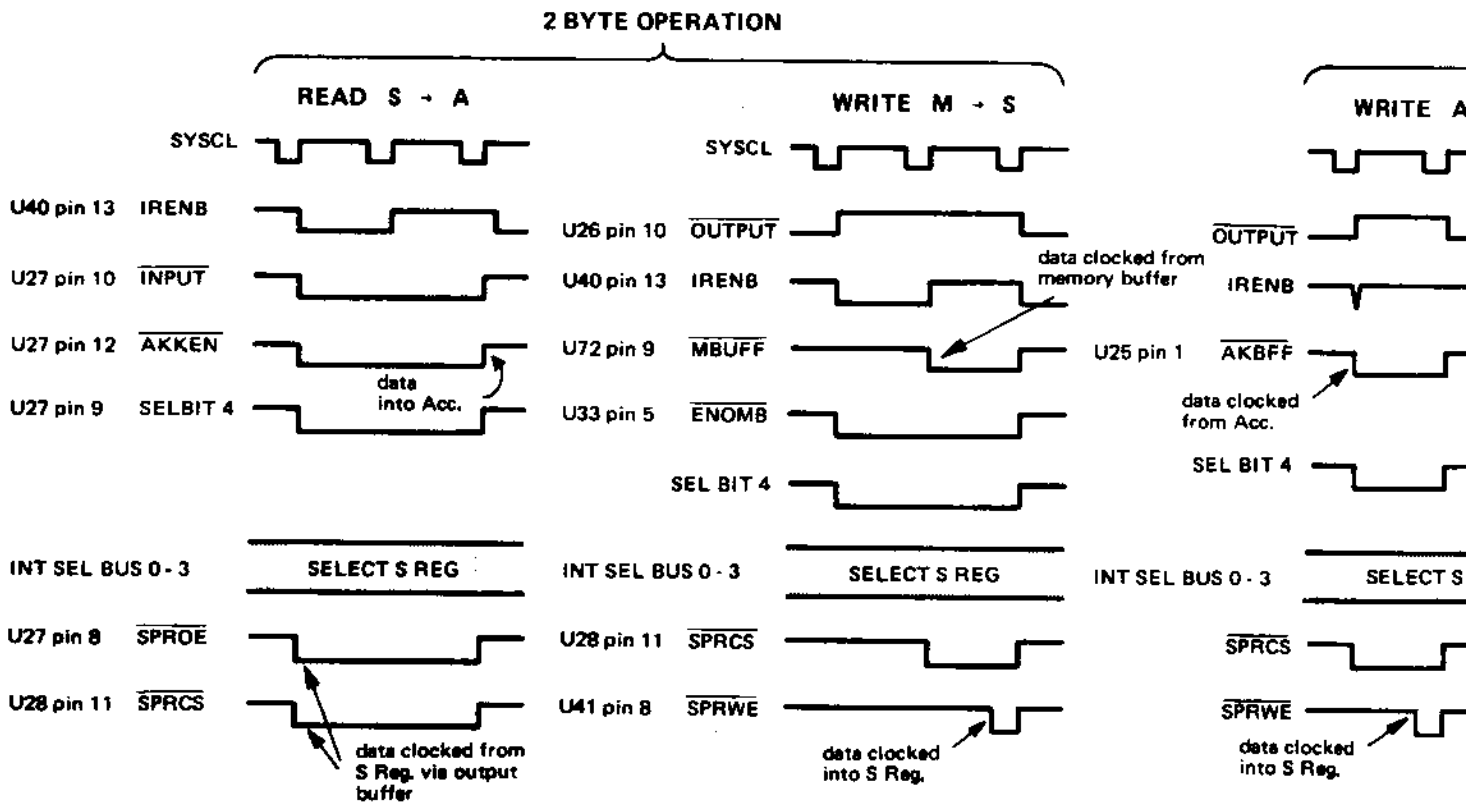 2 BYTE OPERATION
READ S → A
SYSCL
U40 pin 13 IRENB
U27 pin 10 INPUT
U27 pin 12 AKKEN
data
into Acc.
U27 pin 9 SELBIT 4
INT SEL BUS 0 - 3
SELECT S REG
U27 pin 8 SPROE
U28 pin 11 SPRCS
data clocked from
S Reg. via output
buffer
WRITE M → S
SYSCL
U26 pin 10 OUTPUT
data clocked from
memory buffer
U40 pin 13 IRENB
U72 pin 9 MBUFF
U33 pin 5 ENOMB
SEL BIT 4
INT SEL BUS 0 - 3
SELECT S REG
U28 pin 11 SPRCS
U41 pin 8 SPRWE
data clocked
into S Reg.
WRITE A
OUTPUT
IRENB
U25 pin 1 AKBFF
data clocked
from Acc.
SEL BIT 4
INT SEL BUS 0 - 3
SELECT S
SPRCS
SPRWE
data clocked
into S Reg.